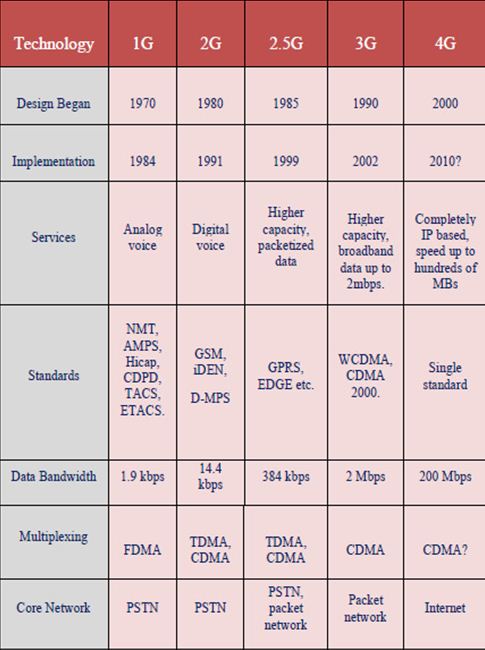 Technology 1G 2G 2.5G 3G 4G
Design Began 1970 1980 1985 1990 2000
Implementation 1984 1991 1999 2002 2010?
Services
Analog
voice
Digital
voice
Higher
capacity,
packetized
data
Higher
capacity,
broadband
data up to
2mbps.
Completely
IP based,
speed up to
hundreds of
MBs
Standards
NMT,
AMPS,
Hicap,
CDPD,
TACS,
ETACS.
GSM,
iDEN,
D-MPS
GPRS,
EDGE etc.
WCDMA,
CDMA
2000.
Single
standard
Data Bandwidth
1.9 kbps
14.4
kbps
384 kbps
2 Mbps
200 Mbps
Multiplexing
FDMA
TDMA,
CDMA
TDMA,
CDMA
CDMA
CDMA?
Core Network
PSTN
PSTN
PSTN,
packet
network
Packet
network
Internet